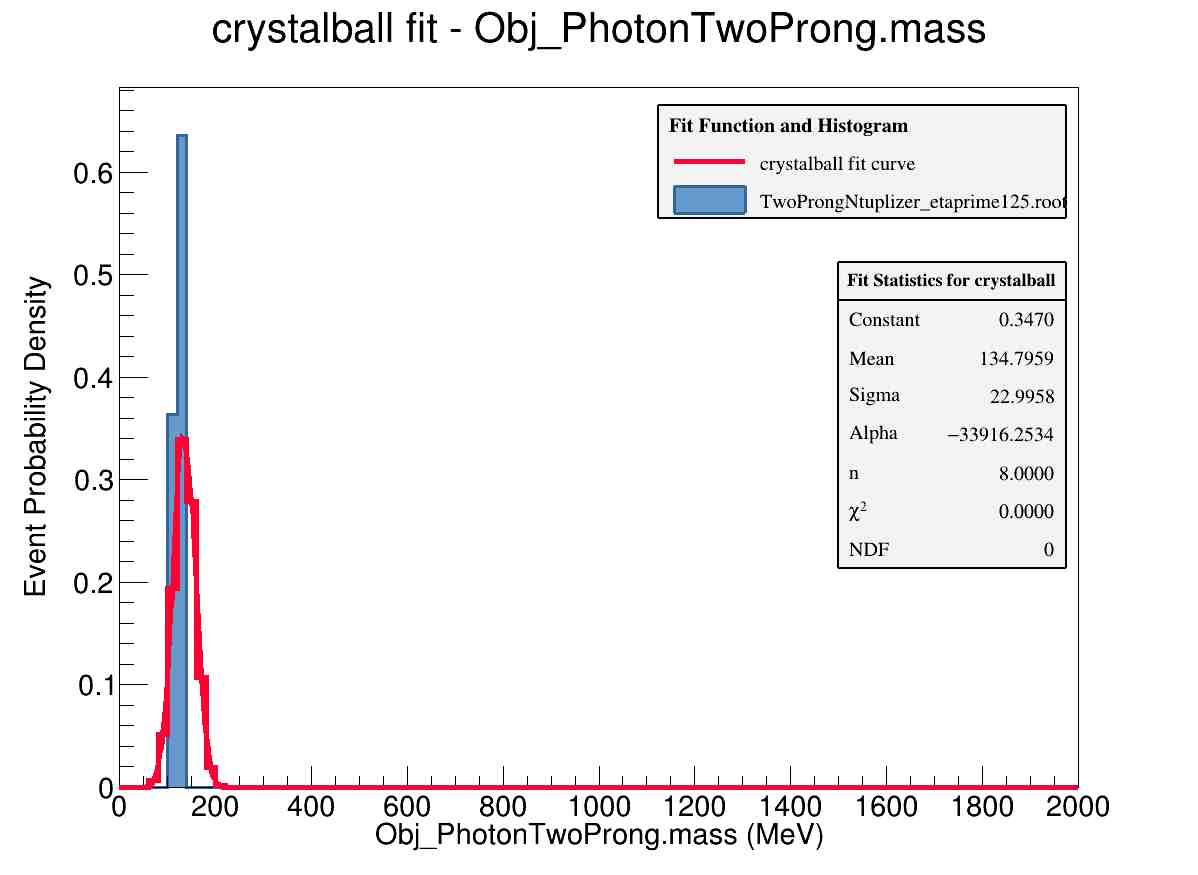 crystalball fit - Obj_PhotonTwoProng.mass
Fit Function and Histogram
crystalball fit curve
TwoProngNtuplizer_etaprime125.root
Fit Statistics for crystalball
Constant 0.3470
Mean 134.7959
Sigma 22.9958
Alpha −33916.2534
n 8.0000
χ² 0.0000
NDF 0
Event Probability Density
0.6
0.5
0.4
0.3
0.2
0.1
0
0 200 400 600 800 1000 1200 1400 1600 1800 2000
Obj_PhotonTwoProng.mass (MeV)